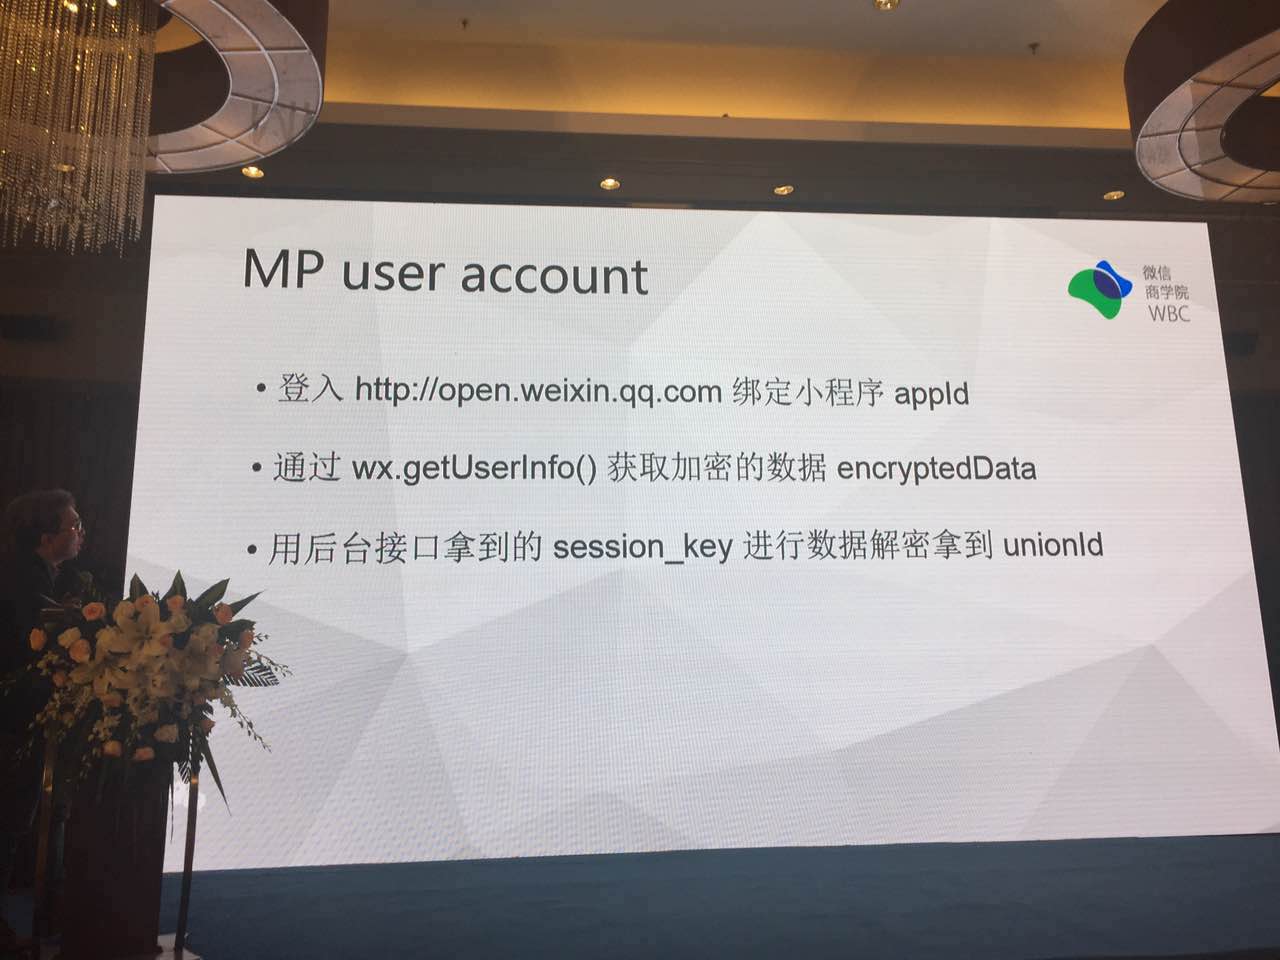 MP user account
微信
商学院
WBC
• 登入 http://open.weixin.qq.com 绑定小程序 appId
• 通过 wx.getUserInfo() 获取加密的数据 encryptedData
• 用后台接口拿到的 session_key 进行数据解密拿到 unionId